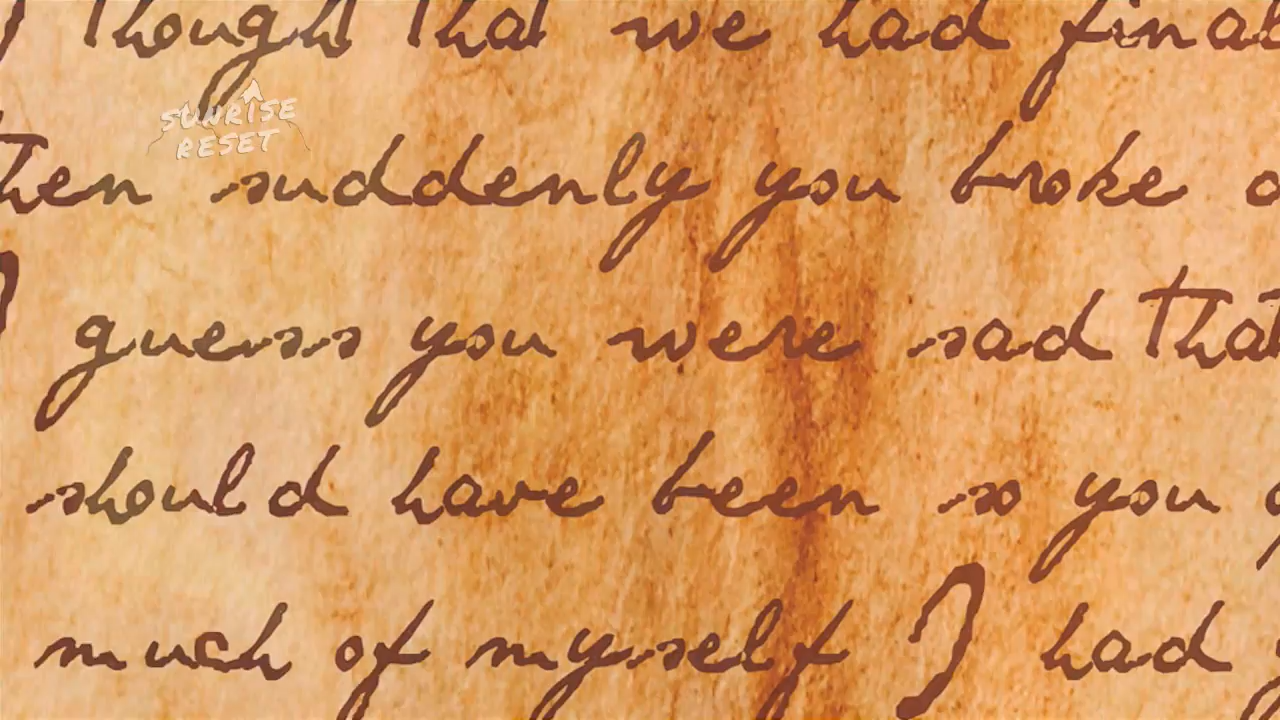 I thought that we had final
SUNRISE
RESET
then suddenly you broke
I guess you were sad that
should have been so you
much of myself I had